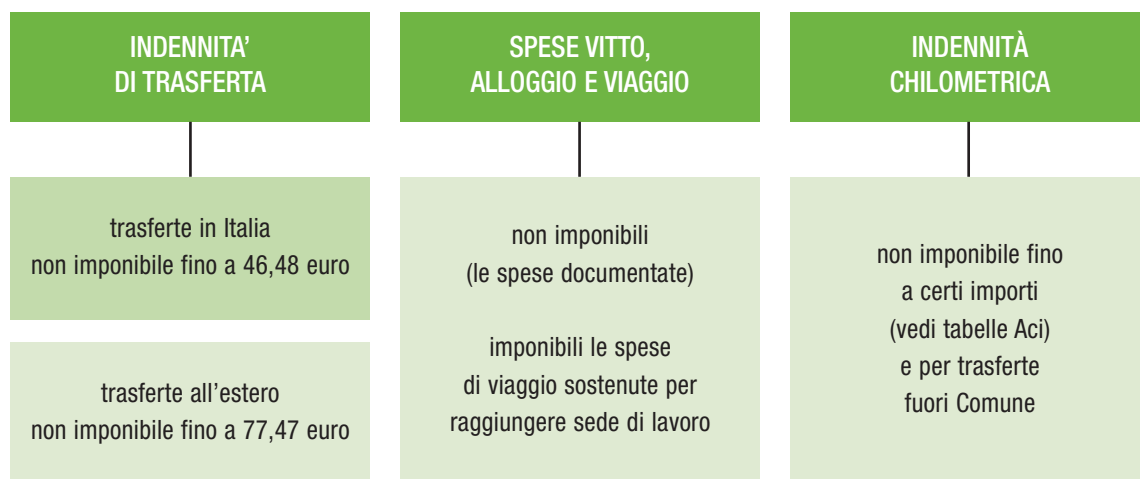 INDENNITA’
DI TRASFERTA
trasferte in Italia
non imponibile fino a 46,48 euro
trasferte all’estero
non imponibile fino a 77,47 euro
SPESE VITTO,
ALLOGGIO E VIAGGIO
non imponibili
(le spese documentate)
imponibili le spese
di viaggio sostenute per
raggiungere sede di lavoro
INDENNITÀ
CHILOMETRICA
non imponibile fino
a certi importi
(vedi tabelle Aci)
e per trasferte
fuori Comune